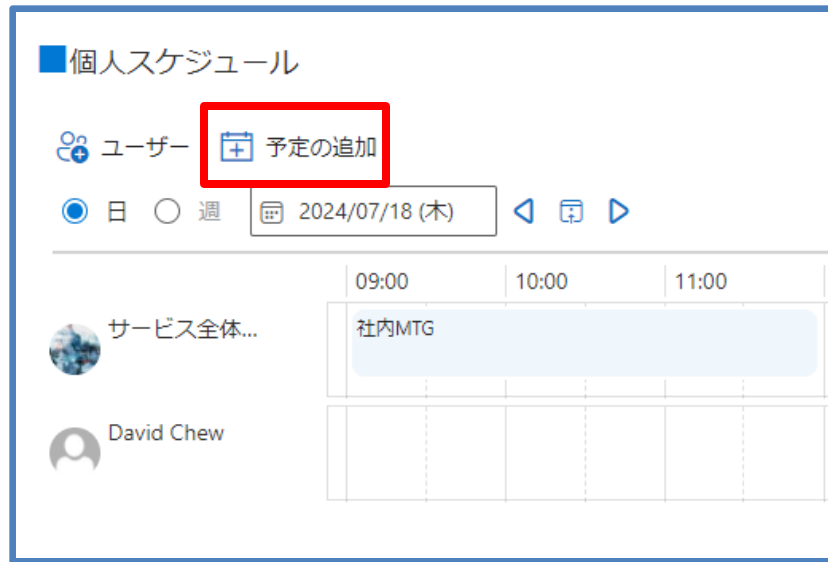 個人スケジュール
ユーザー 予定の追加
日 週 2024/07/18 (木)
09:00 10:00 11:00
サービス全体... 社内MTG
David Chew